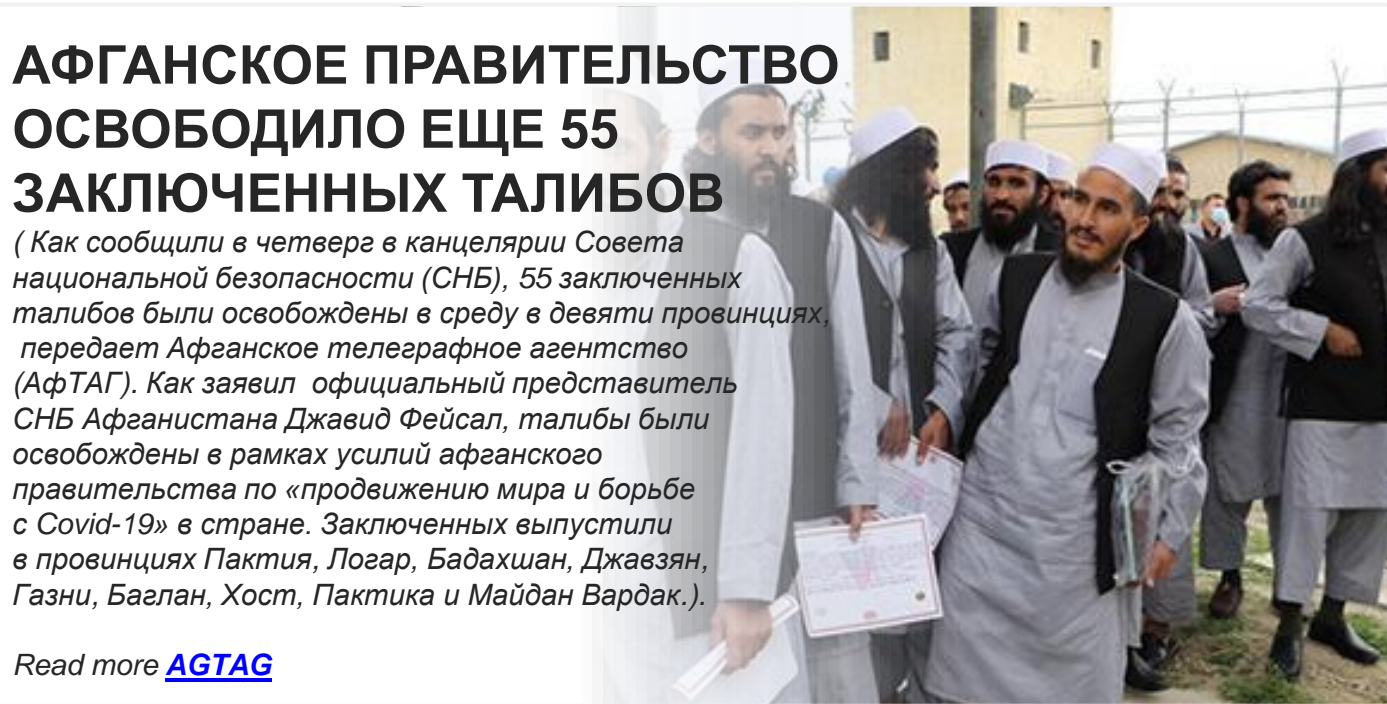 АФГАНСКОЕ ПРАВИТЕЛЬСТВО
ОСВОБОДИЛО ЕЩЕ 55
ЗАКЛЮЧЕННЫХ ТАЛИБОВ
( Как сообщили в четверг в канцелярии Совета
национальной безопасности (СНБ), 55 заключенных
талибов были освобождены в среду в девяти провинциях,
передает Афганское телеграфное агентство
(АфТАГ). Как заявил официальный представитель
СНБ Афганистана Джавид Фейсал, талибы были
освобождены в рамках усилий афганского
правительства по «продвижению мира и борьбе
с Covid-19» в стране. Заключенных выпустили
в провинциях Пактия, Логар, Бадахшан, Джавзян,
Газни, Баглан, Хост, Пактика и Майдан Вардак.).
Read more AGTAG